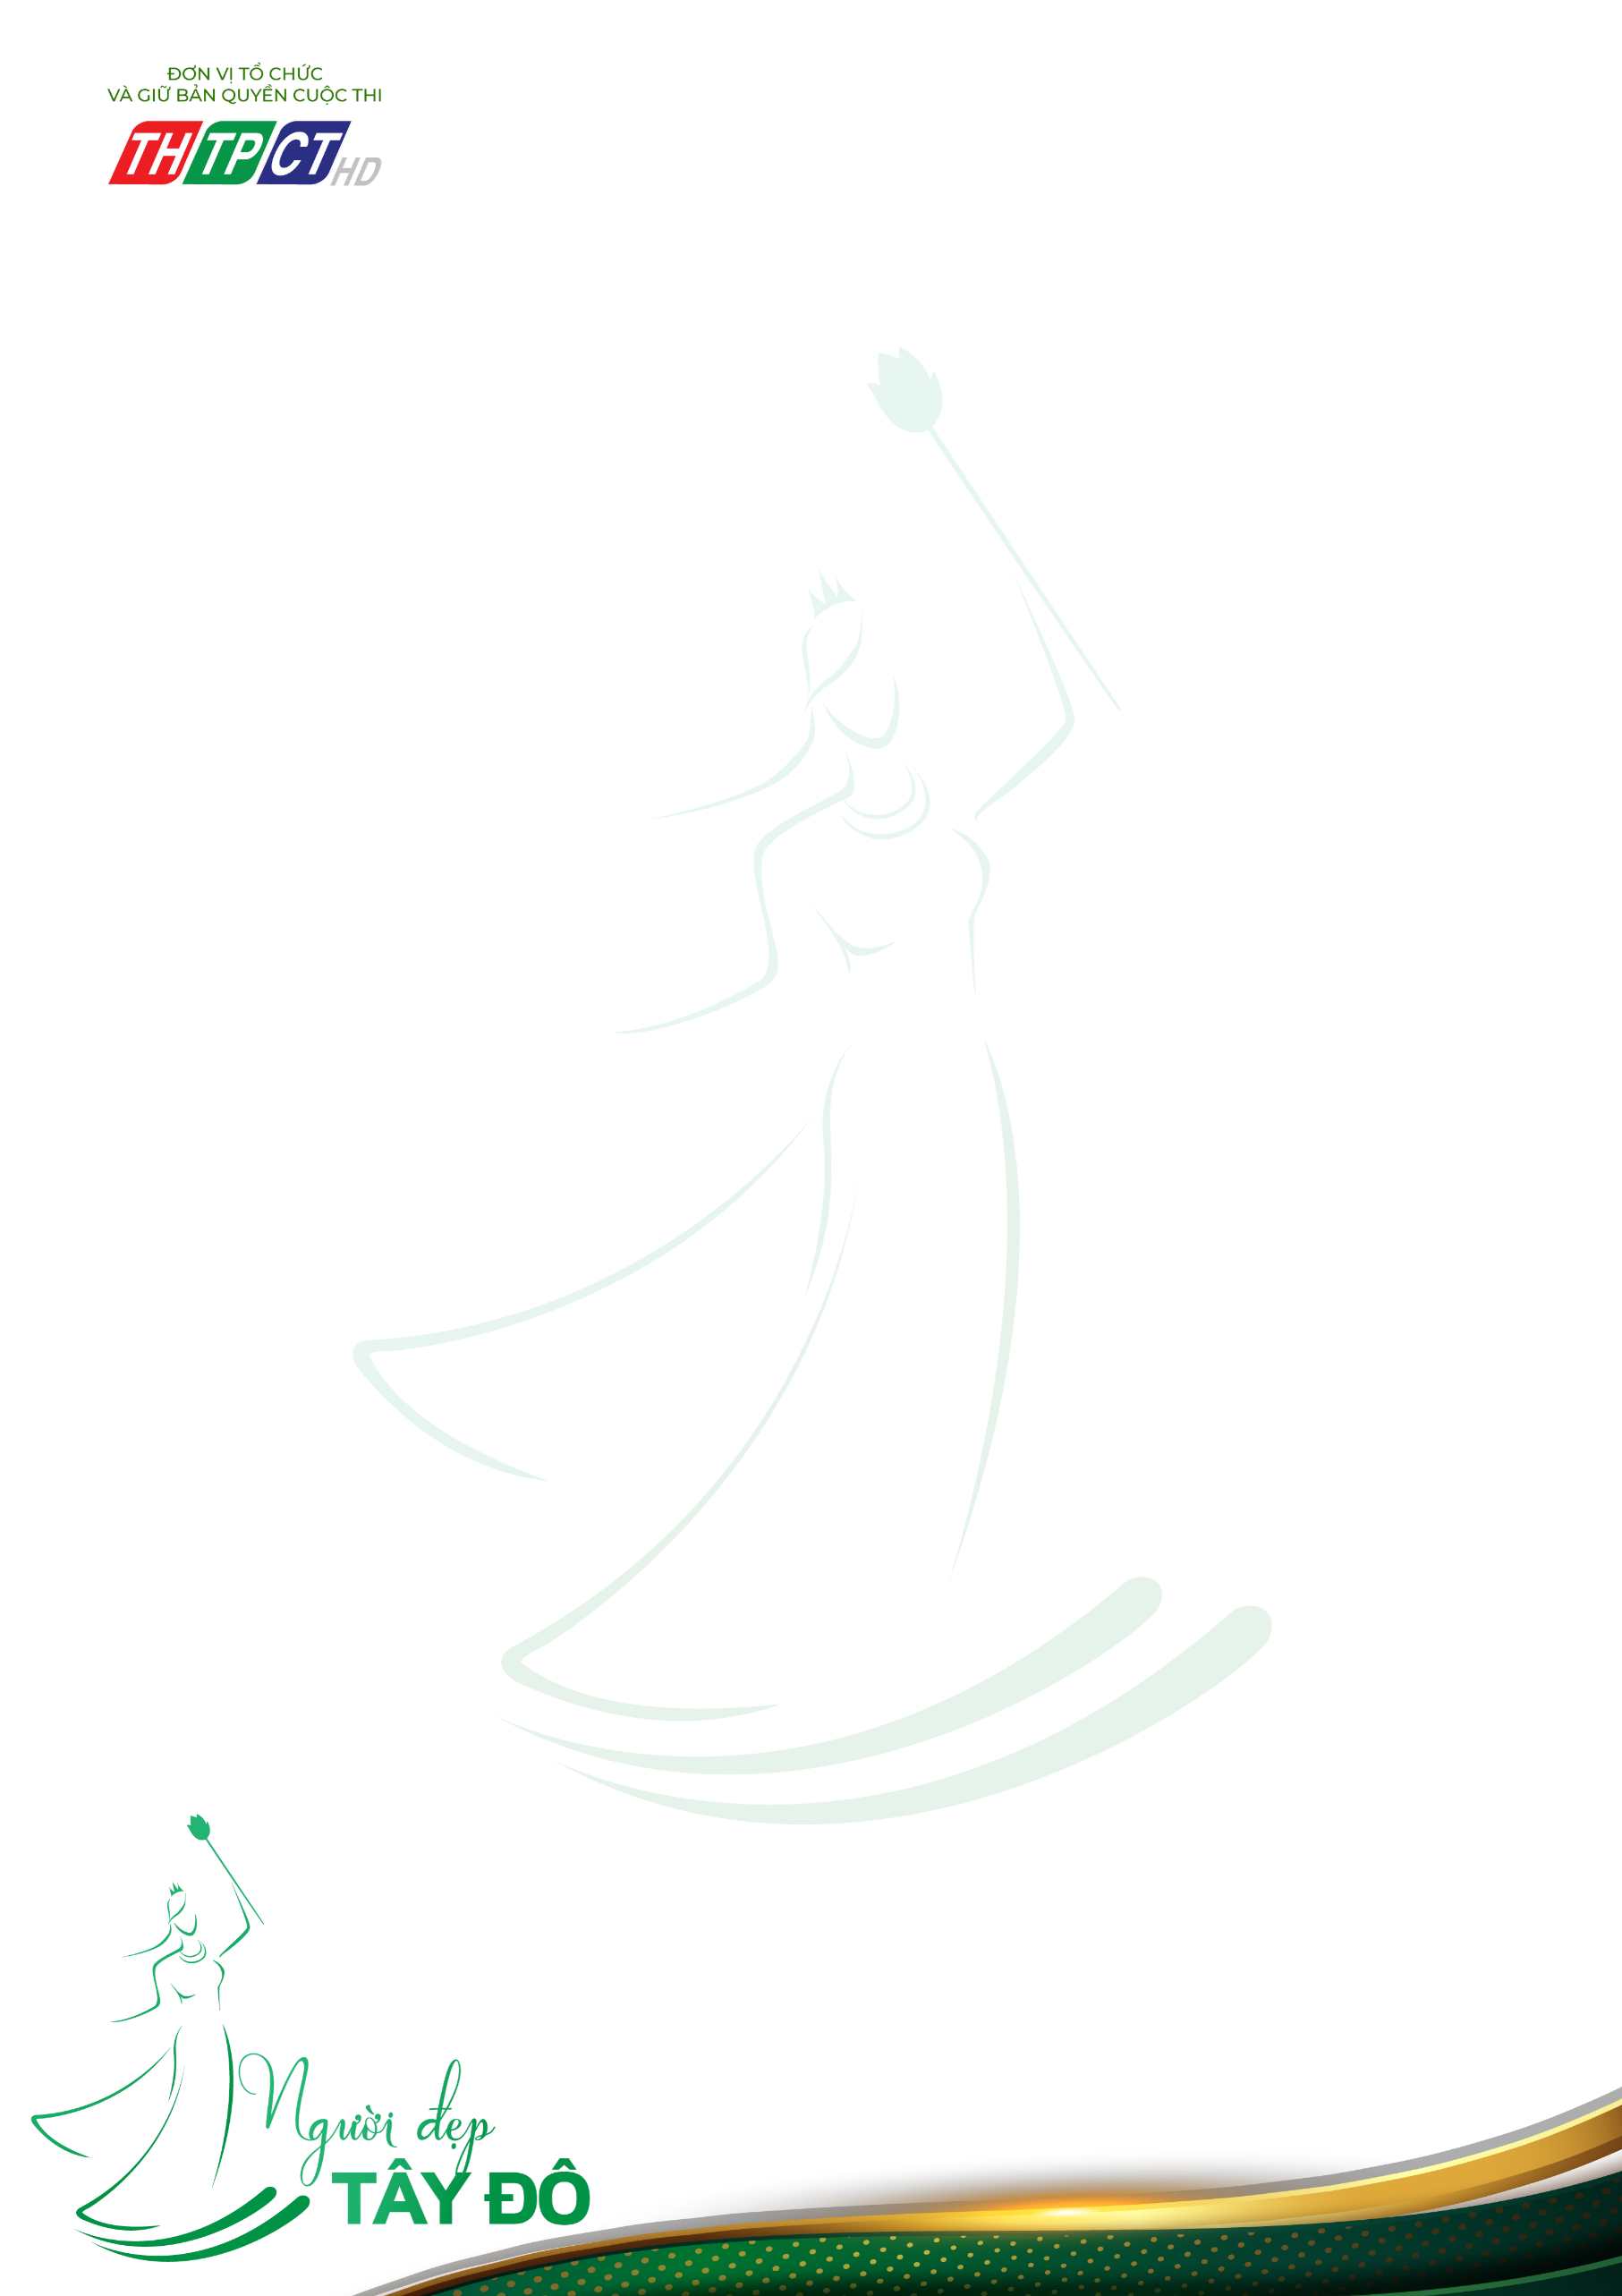 ĐƠN VỊ TỔ CHỨC
VÀ GIỮ BẢN QUYỀN CUỘC THI
THTPCT HD
Người đẹp
TÂY ĐÔ